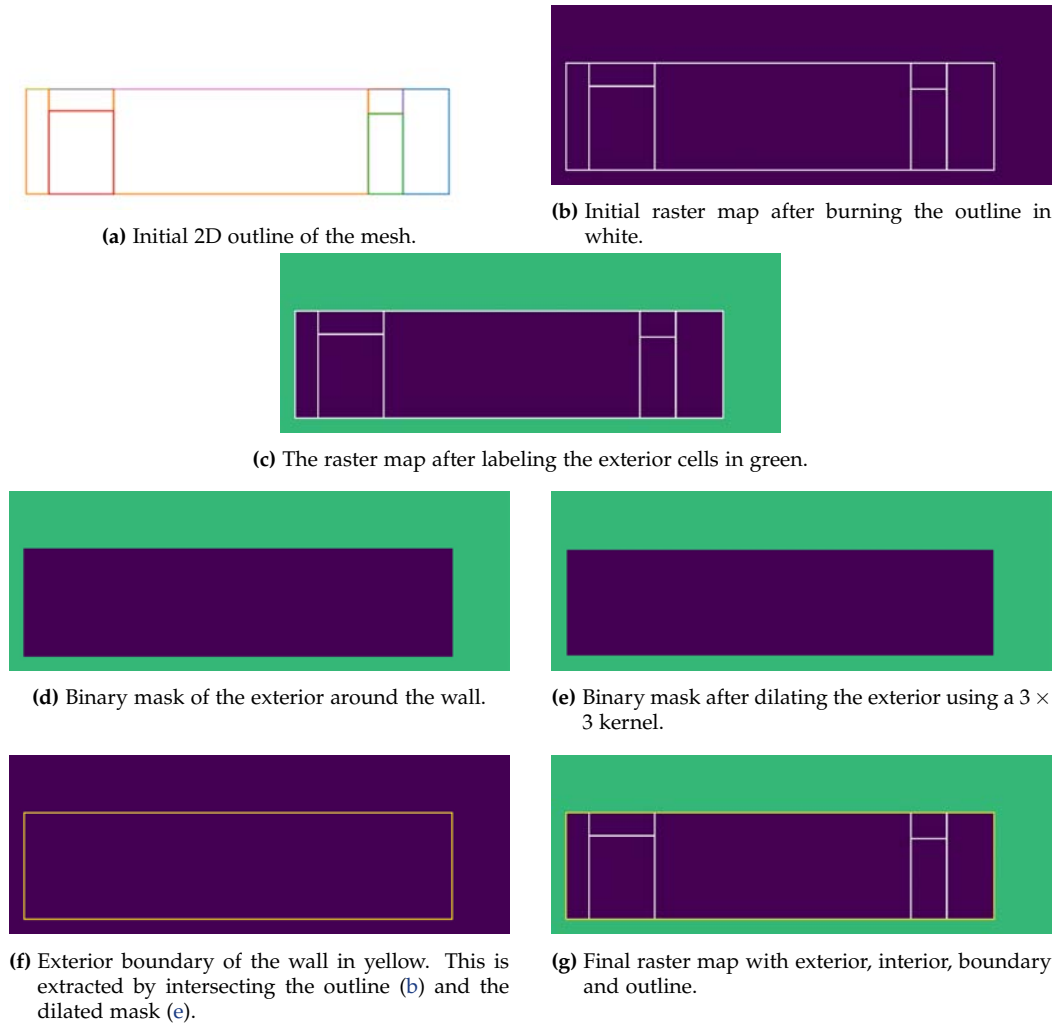 (a) Initial 2D outline of the mesh.
(b) Initial raster map after burning the outline in
white.
(c) The raster map after labeling the exterior cells in green.
(d) Binary mask of the exterior around the wall.
(e) Binary mask after dilating the exterior using a 3 ×
3 kernel.
(f) Exterior boundary of the wall in yellow. This is
extracted by intersecting the outline (b) and the
dilated mask (e).
(g) Final raster map with exterior, interior, boundary
and outline.